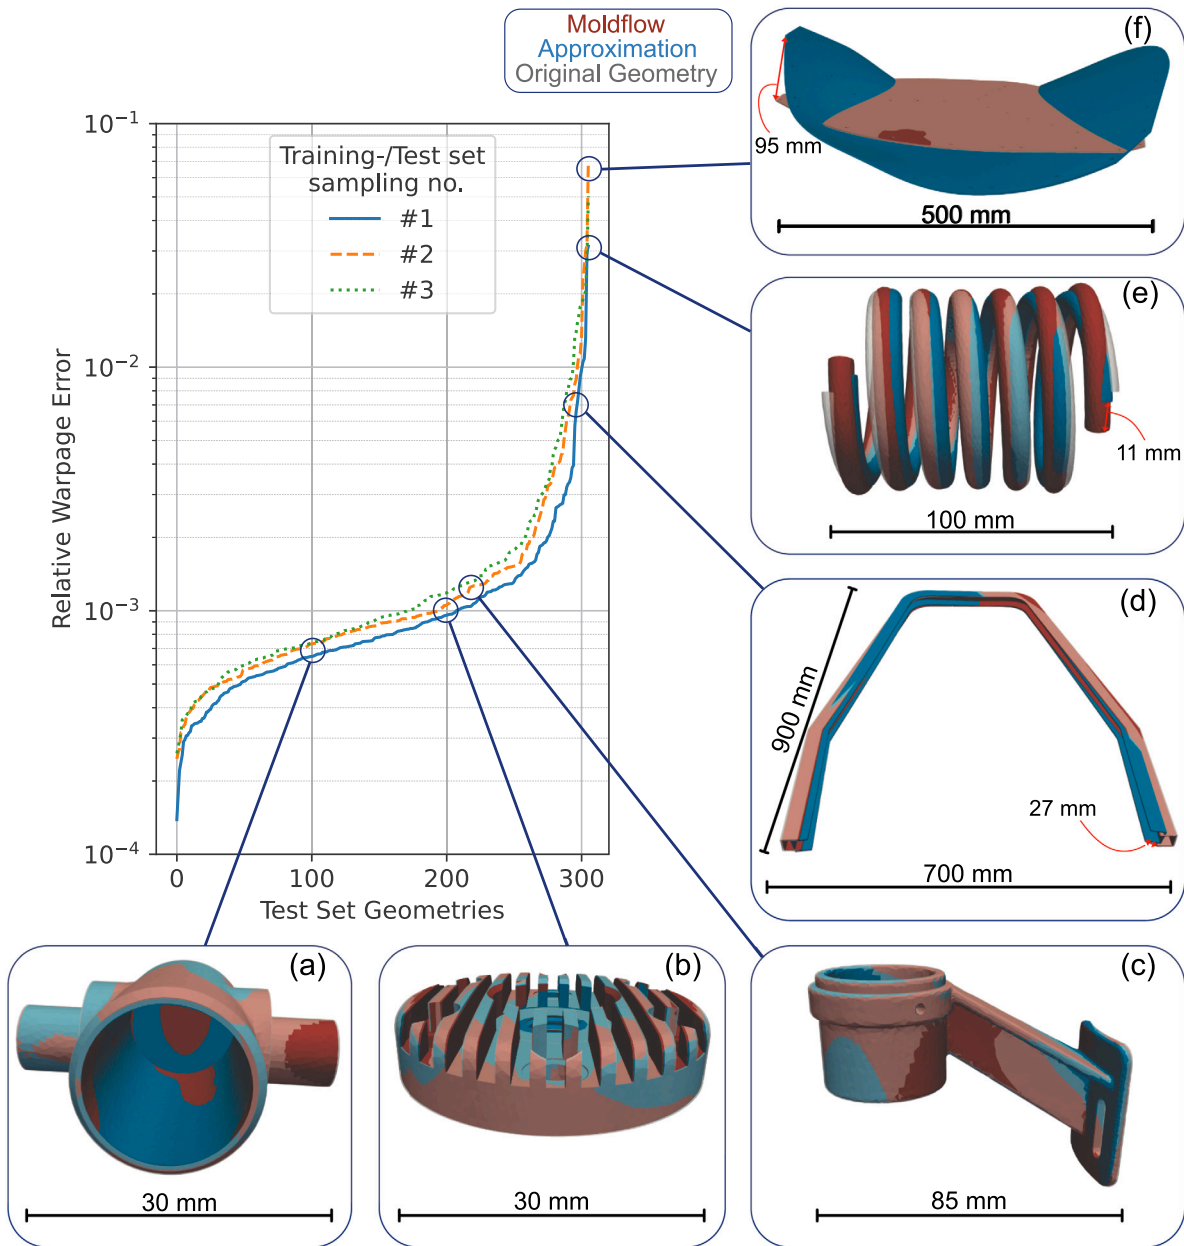 Moldflow
Approximation
Original Geometry
(f)
95 mm
500 mm
10⁻¹
10⁻²
10⁻³
10⁻⁴
Relative Warpage Error
Training-/Test set
sampling no.
#1
#2
#3
0
100
200
300
Test Set Geometries
(e)
11 mm
100 mm
(d)
900 mm
27 mm
700 mm
(a)
30 mm
(b)
30 mm
(c)
85 mm